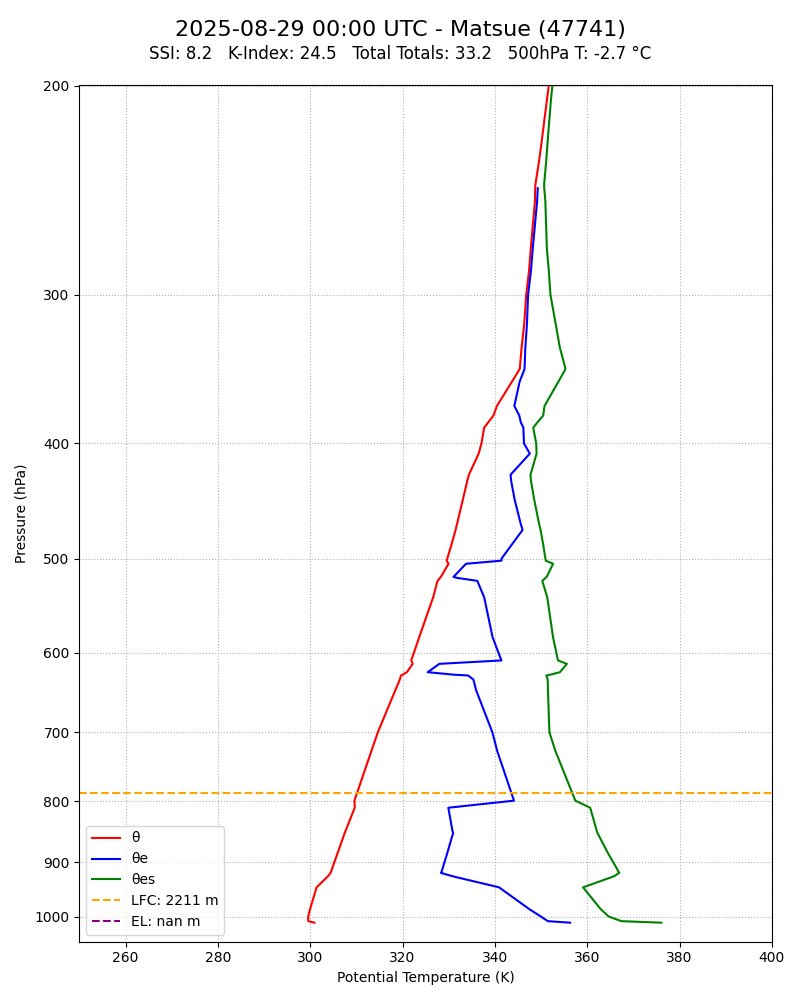 2025-08-29 00:00 UTC - Matsue (47741)
SSI: 8.2   K-Index: 24.5   Total Totals: 33.2   500hPa T: -2.7 °C
200
300
400
500
600
700
800
900
1000
Pressure (hPa)
θ
θe
θes
LFC: 2211 m
EL: nan m
260 280 300 320 340 360 380 400
Potential Temperature (K)